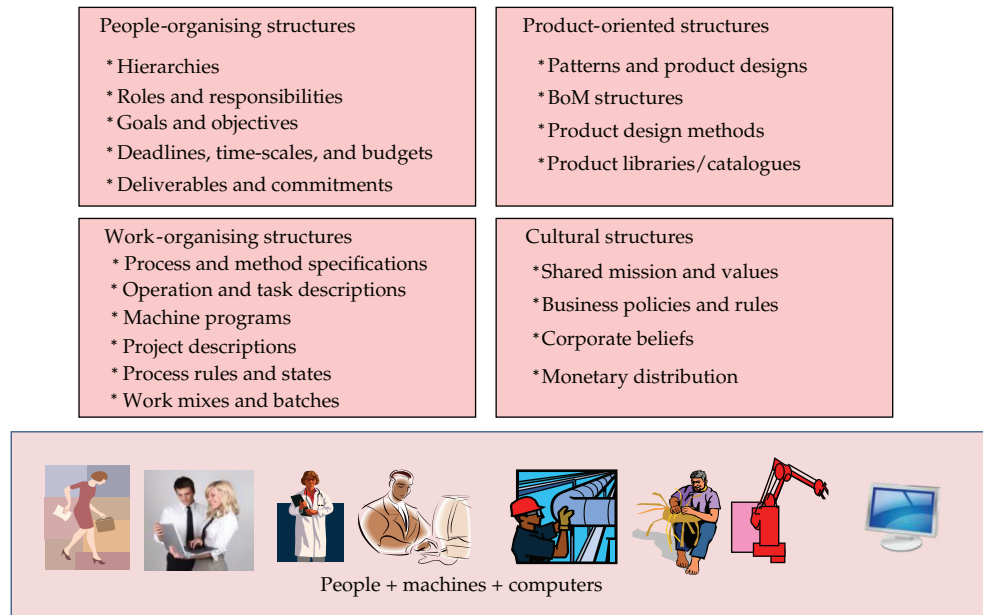 People-organising structures
* Hierarchies
* Roles and responsibilities
* Goals and objectives
* Deadlines, time-scales, and budgets
* Deliverables and commitments
Product-oriented structures
* Patterns and product designs
* BoM structures
* Product design methods
* Product libraries/catalogues
Work-organising structures
* Process and method specifications
* Operation and task descriptions
* Machine programs
* Project descriptions
* Process rules and states
* Work mixes and batches
Cultural structures
* Shared mission and values
* Business policies and rules
* Corporate beliefs
* Monetary distribution
People + machines + computers